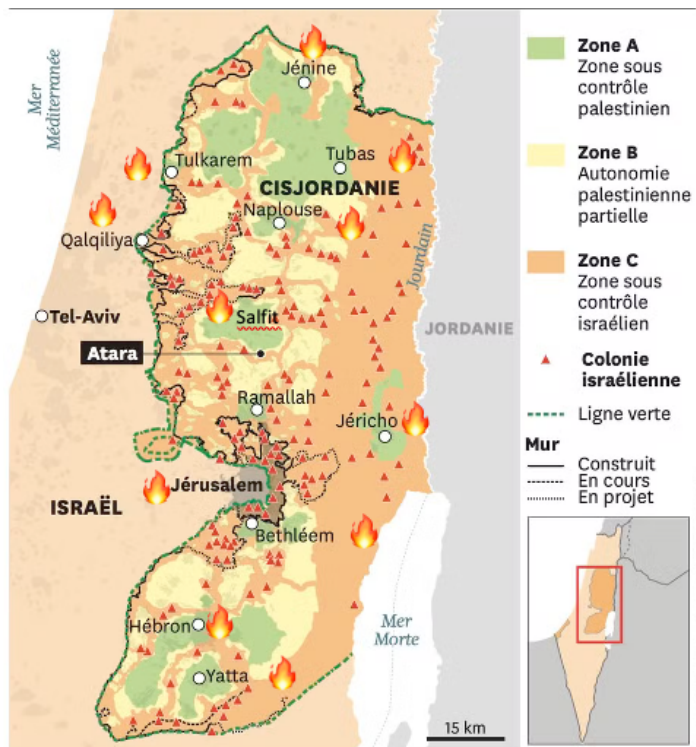 Mer
Méditerranée
Jénine
Tulkarem
Tubas
CISJORDANIE
Naplouse
Qalqiliya
Jourdain
Tel-Aviv
Salfit
JORDANIE
Atara
Ramallah
Jéricho
Jérusalem
ISRAËL
Bethléem
Hébron
Mer
Morte
Yatta
15 km
Zone A
Zone sous
contrôle
palestinien
Zone B
Autonomie
palestinienne
partielle
Zone C
Zone sous
contrôle
israélien
Colonie
israélienne
Ligne verte
Mur
Construit
En cours
En projet